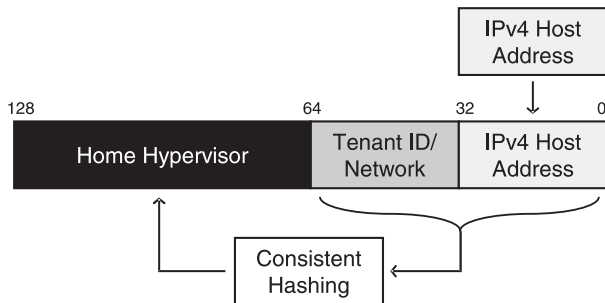 IPv4 Host
Address
128
64
32
0
Home Hypervisor
Tenant ID/
Network
IPv4 Host
Address
Consistent
Hashing